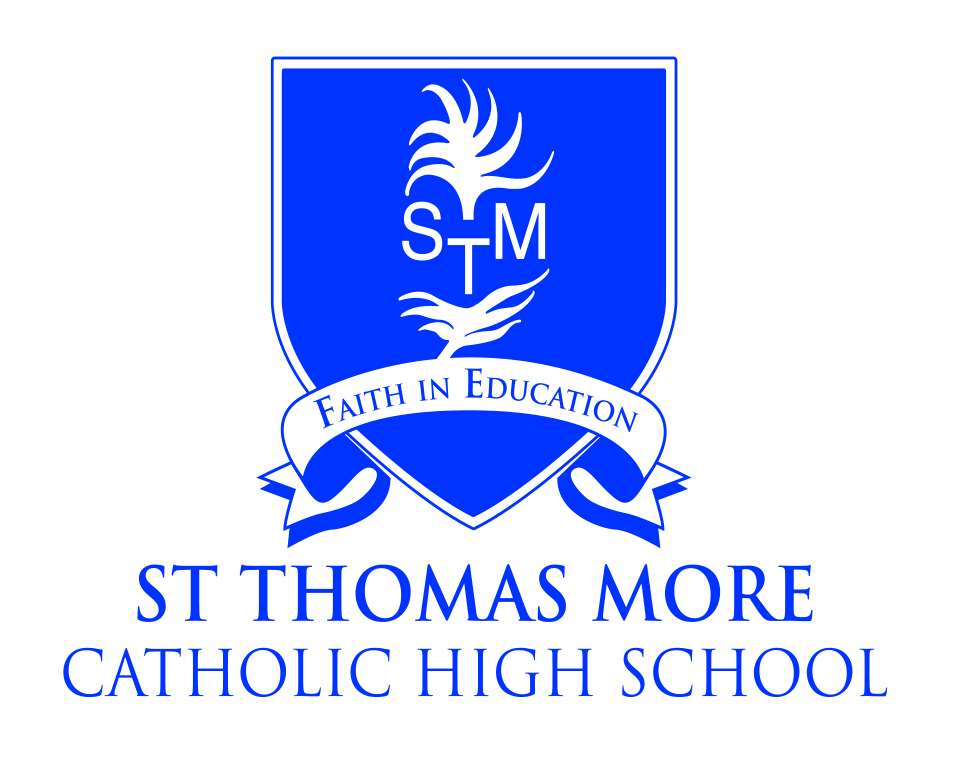 STM
Faith in Education
ST THOMAS MORE
CATHOLIC HIGH SCHOOL